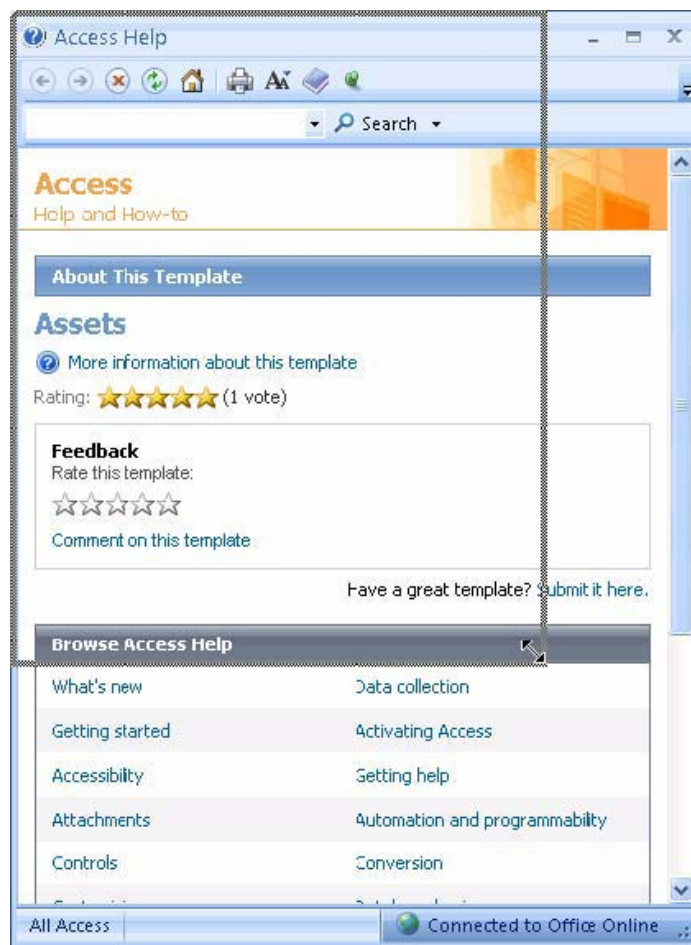 Access Help
Search
Access
Help and How-to
About This Template
Assets
More information about this template
Rating: (1 vote)
Feedback
Rate this template:
Comment on this template
Have a great template? Submit it here.
Browse Access Help
What's new Data collection
Getting started Activating Access
Accessibility Getting help
Attachments Automation and programmability
Controls Conversion
All Access Connected to Office Online